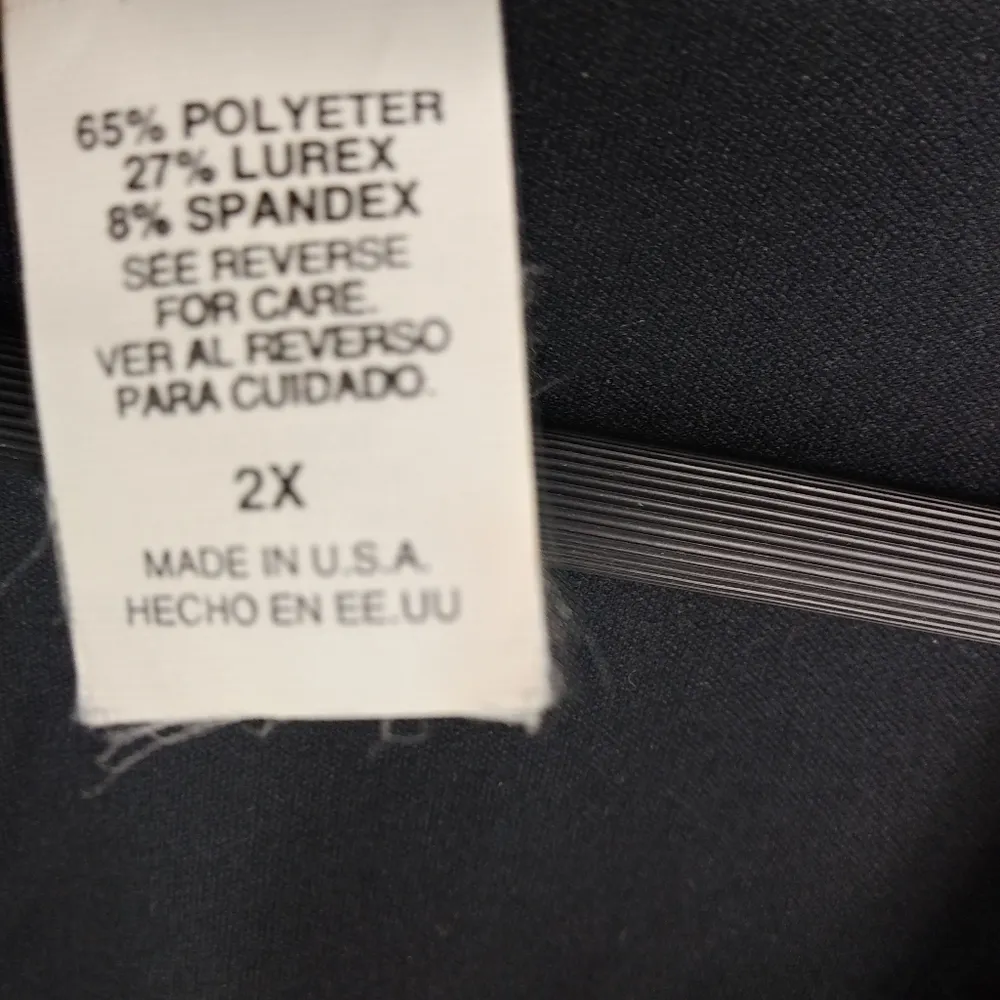 65% POLYETER
27% LUREX
8% SPANDEX
SEE REVERSE
FOR CARE.
VER AL REVERSO
PARA CUIDADO.
2X
MADE IN U.S.A.
HECHO EN EE.UU